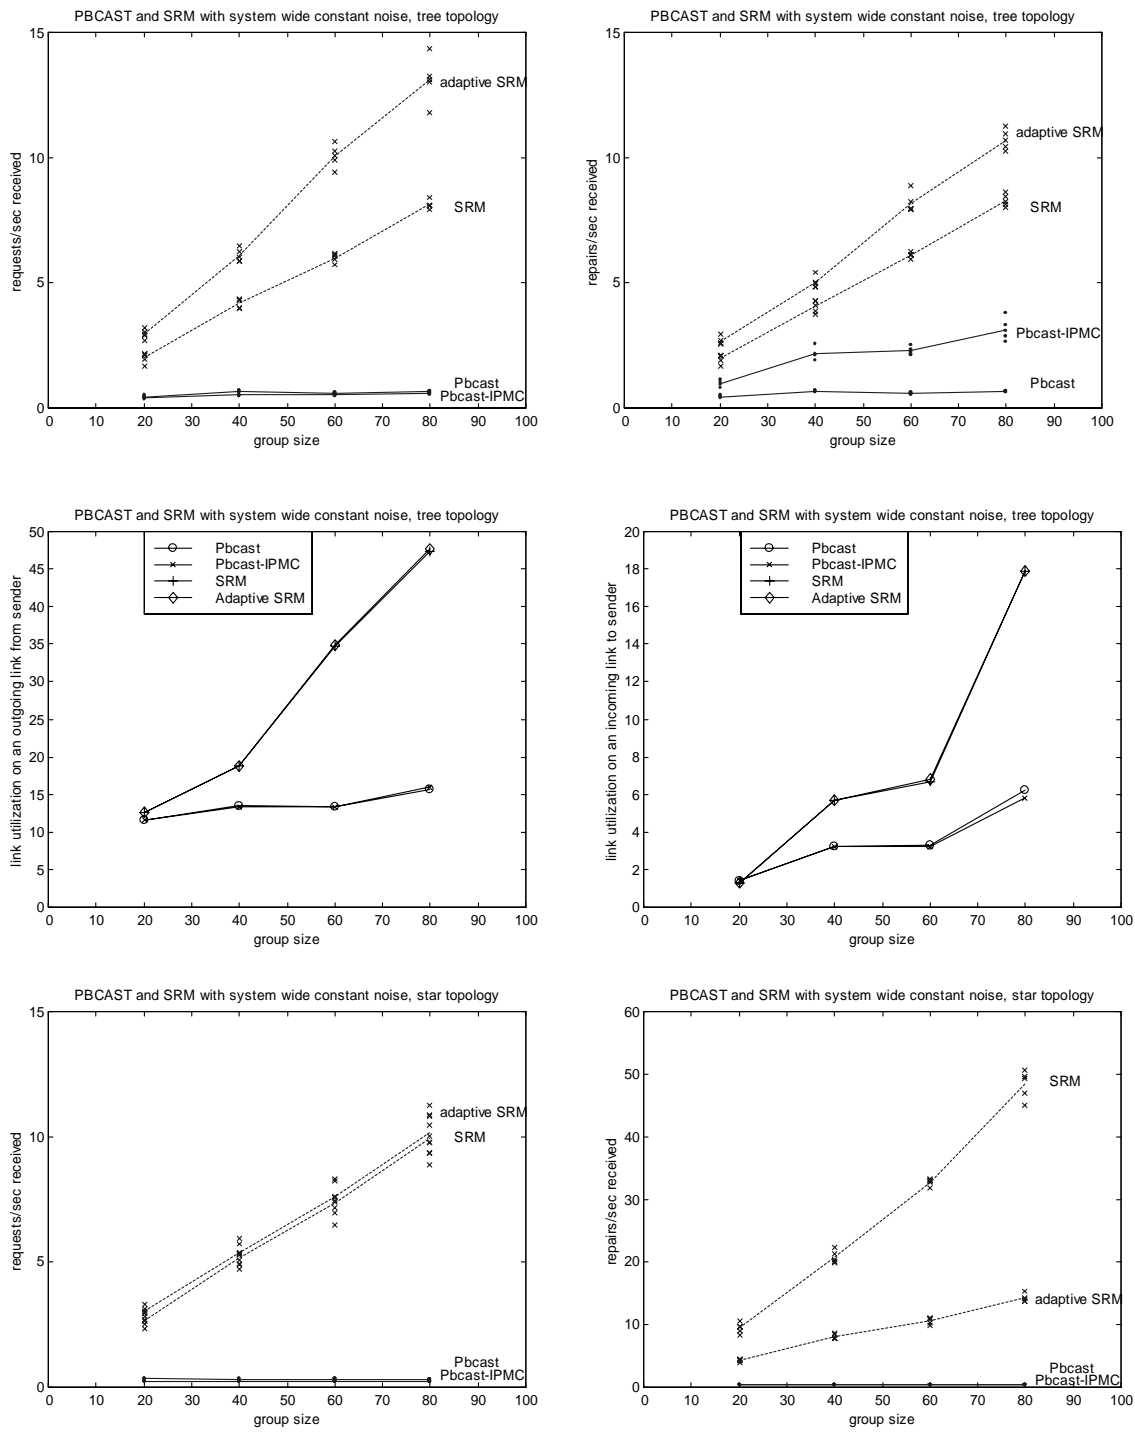 PBCAST and SRM with system wide constant noise, tree topology
15
10
5
0
requests/sec received
adaptive SRM
SRM
Pbcast
Pbcast-IPMC
0 10 20 30 40 50 60 70 80 90 100
group size
PBCAST and SRM with system wide constant noise, tree topology
15
10
5
0
repairs/sec received
adaptive SRM
SRM
Pbcast-IPMC
Pbcast
0 10 20 30 40 50 60 70 80 90 100
group size
PBCAST and SRM with system wide constant noise, tree topology
50
45
40
35
30
25
20
15
10
5
0
link utilization on an outgoing link from sender
Pbcast
Pbcast-IPMC
SRM
Adaptive SRM
0 10 20 30 40 50 60 70 80 90 100
group size
PBCAST and SRM with system wide constant noise, tree topology
20
18
16
14
12
10
8
6
4
2
0
link utilization on an incoming link to sender
Pbcast
Pbcast-IPMC
SRM
Adaptive SRM
0 10 20 30 40 50 60 70 80 90 100
group size
PBCAST and SRM with system wide constant noise, star topology
15
10
5
0
requests/sec received
adaptive SRM
SRM
Pbcast
Pbcast-IPMC
0 10 20 30 40 50 60 70 80 90 100
group size
PBCAST and SRM with system wide constant noise, star topology
60
50
40
30
20
10
0
repairs/sec received
SRM
adaptive SRM
Pbcast
Pbcast-IPMC
0 10 20 30 40 50 60 70 80 90 100
group size